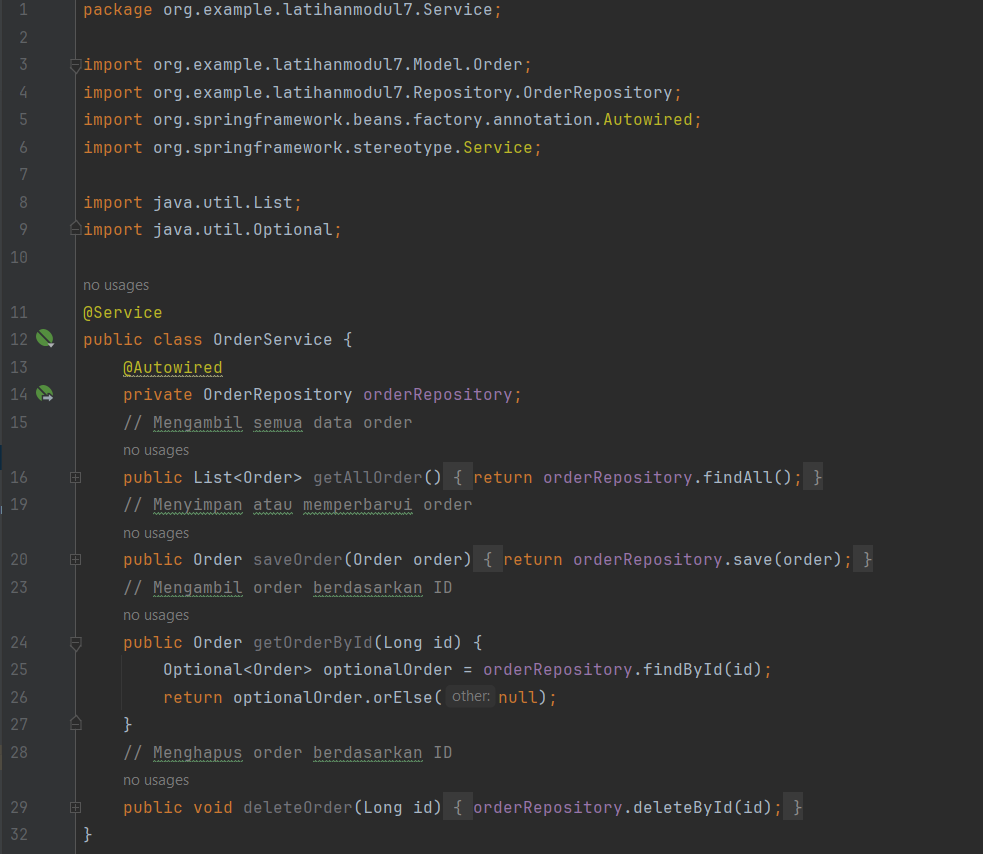 1 package org.example.latihanmodul7.Service;
2
3 import org.example.latihanmodul7.Model.Order;
4 import org.example.latihanmodul7.Repository.OrderRepository;
5 import org.springframework.beans.factory.annotation.Autowired;
6 import org.springframework.stereotype.Service;
7
8 import java.util.List;
9 import java.util.Optional;
10
no usages
11 @Service
12 public class OrderService {
13 @Autowired
14 private OrderRepository orderRepository;
15 // Mengambil semua data order
no usages
16 public List<Order> getAllOrder() { return orderRepository.findAll(); }
19 // Menyimpan atau memperbarui order
no usages
20 public Order saveOrder(Order order) { return orderRepository.save(order); }
23 // Mengambil order berdasarkan ID
no usages
24 public Order getOrderById(Long id) {
25 Optional<Order> optionalOrder = orderRepository.findById(id);
26 return optionalOrder.orElse( other: null);
27 }
28 // Menghapus order berdasarkan ID
no usages
29 public void deleteOrder(Long id) { orderRepository.deleteById(id); }
32 }